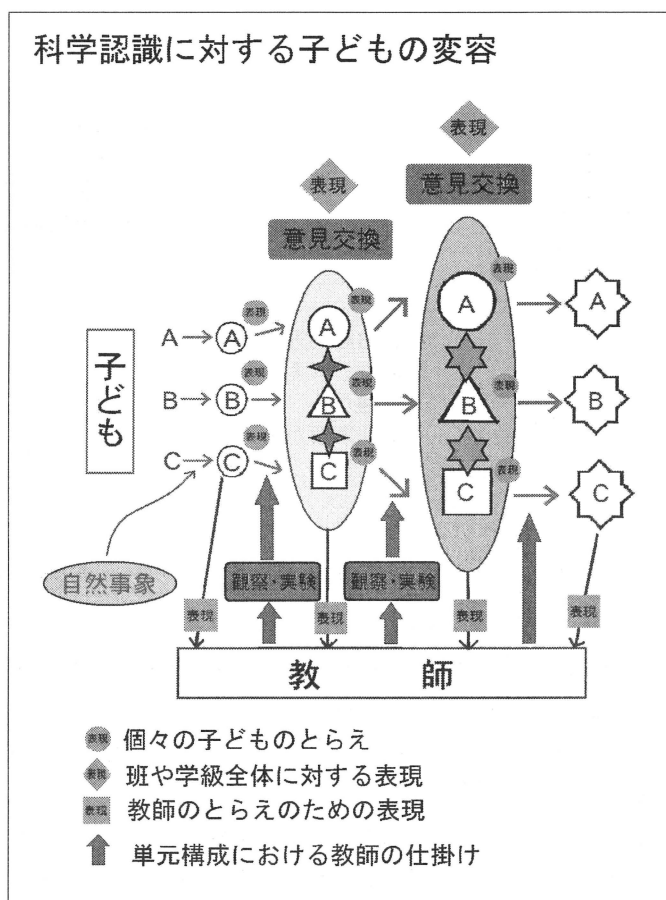 科学認識に対する子どもの変容
表現
表現
意見交換
意見交換
表現
A
表現
表現
A
A
A
A
子ども
表現
表現
表現
B
B
B
B
B
表現
表現
表現
C
C
C
C
C
自然事象
観察・実験
観察・実験
表現
表現
表現
表現
教 師
表現 個々の子どものとらえ
表現 班や学級全体に対する表現
表現 教師のとらえのための表現
単元構成における教師の仕掛け